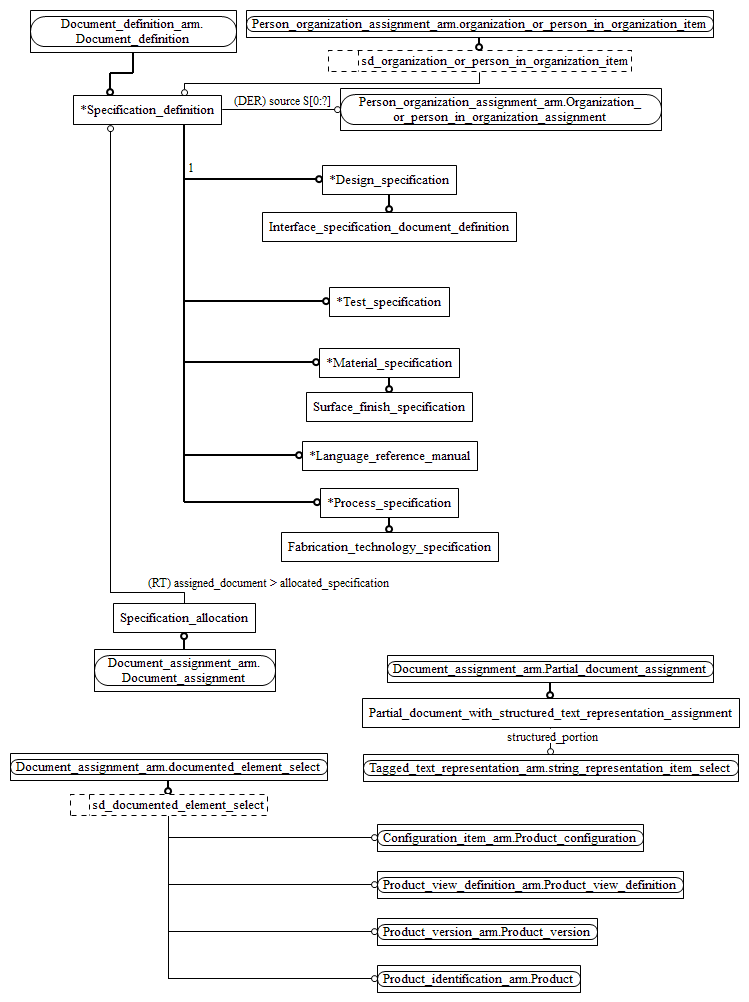 Document_definition_arm.
Document_definition
Person_organization_assignment_arm.organization_or_person_in_organization_item
sd_organization_or_person_in_organization_item
*Specification_definition
(DER) source S[0:?]
Person_organization_assignment_arm.Organization_
or_person_in_organization_assignment
1
*Design_specification
Interface_specification_document_definition
*Test_specification
*Material_specification
Surface_finish_specification
*Language_reference_manual
*Process_specification
Fabrication_technology_specification
(RT) assigned_document > allocated_specification
Specification_allocation
Document_assignment_arm.
Document_assignment
Document_assignment_arm.Partial_document_assignment
Partial_document_with_structured_text_representation_assignment
structured_portion
Tagged_text_representation_arm.string_representation_item_select
Document_assignment_arm.documented_element_select
sd_documented_element_select
Configuration_item_arm.Product_configuration
Product_view_definition_arm.Product_view_definition
Product_version_arm.Product_version
Product_identification_arm.Product